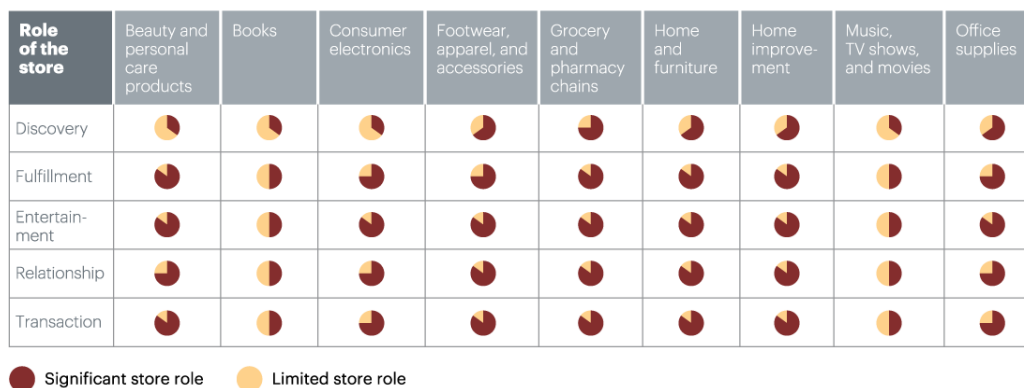 Role
of the
store
Beauty and
personal
care
products
Books
Consumer
electronics
Footwear,
apparel, and
accessories
Grocery
and
pharmacy
chains
Home
and
furniture
Home
improve-
ment
Music,
TV shows,
and movies
Office
supplies
Discovery
Fulfillment
Entertain-
ment
Relationship
Transaction
Significant store role
Limited store role